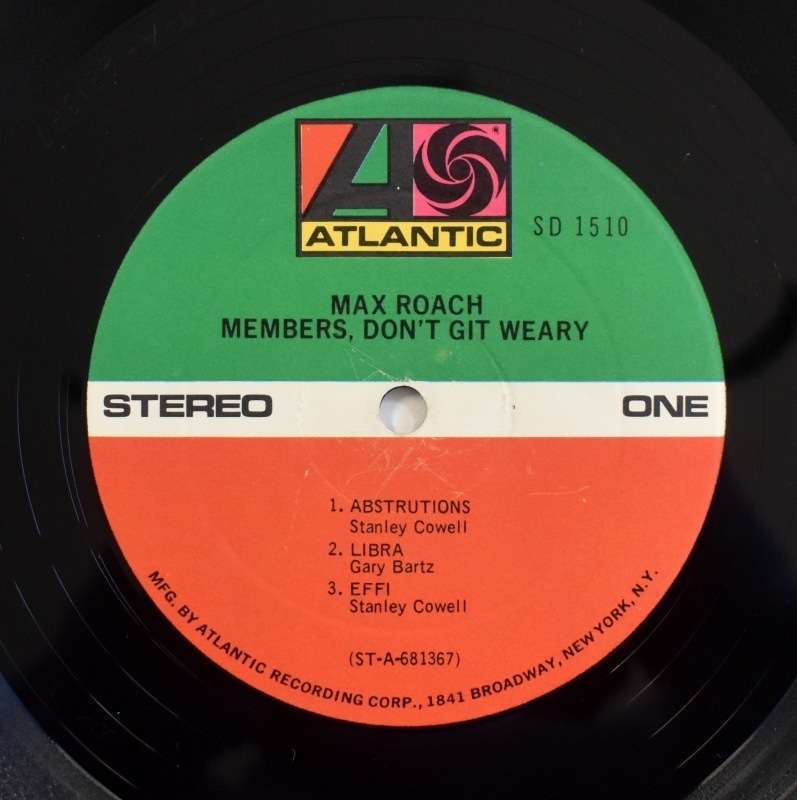 ATLANTIC
®
SD 1510
MAX ROACH
MEMBERS, DON'T GIT WEARY
STEREO
ONE
1. ABSTRUTIONS
Stanley Cowell
2. LIBRA
Gary Bartz
3. EFFI
Stanley Cowell
(ST-A-681367)
MFG. BY ATLANTIC RECORDING CORP., 1841 BROADWAY, NEW YORK, N.Y.